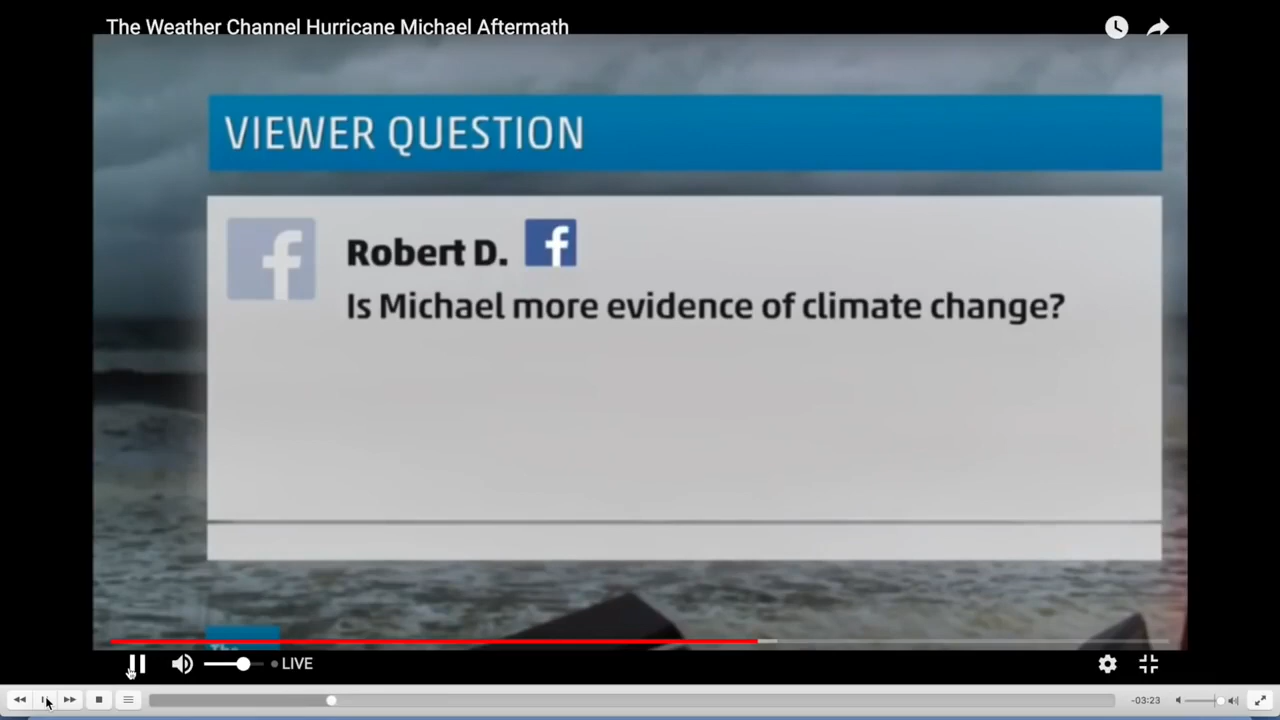 The Weather Channel Hurricane Michael Aftermath
VIEWER QUESTION
Robert D.
Is Michael more evidence of climate change?
The
LIVE
-03:23